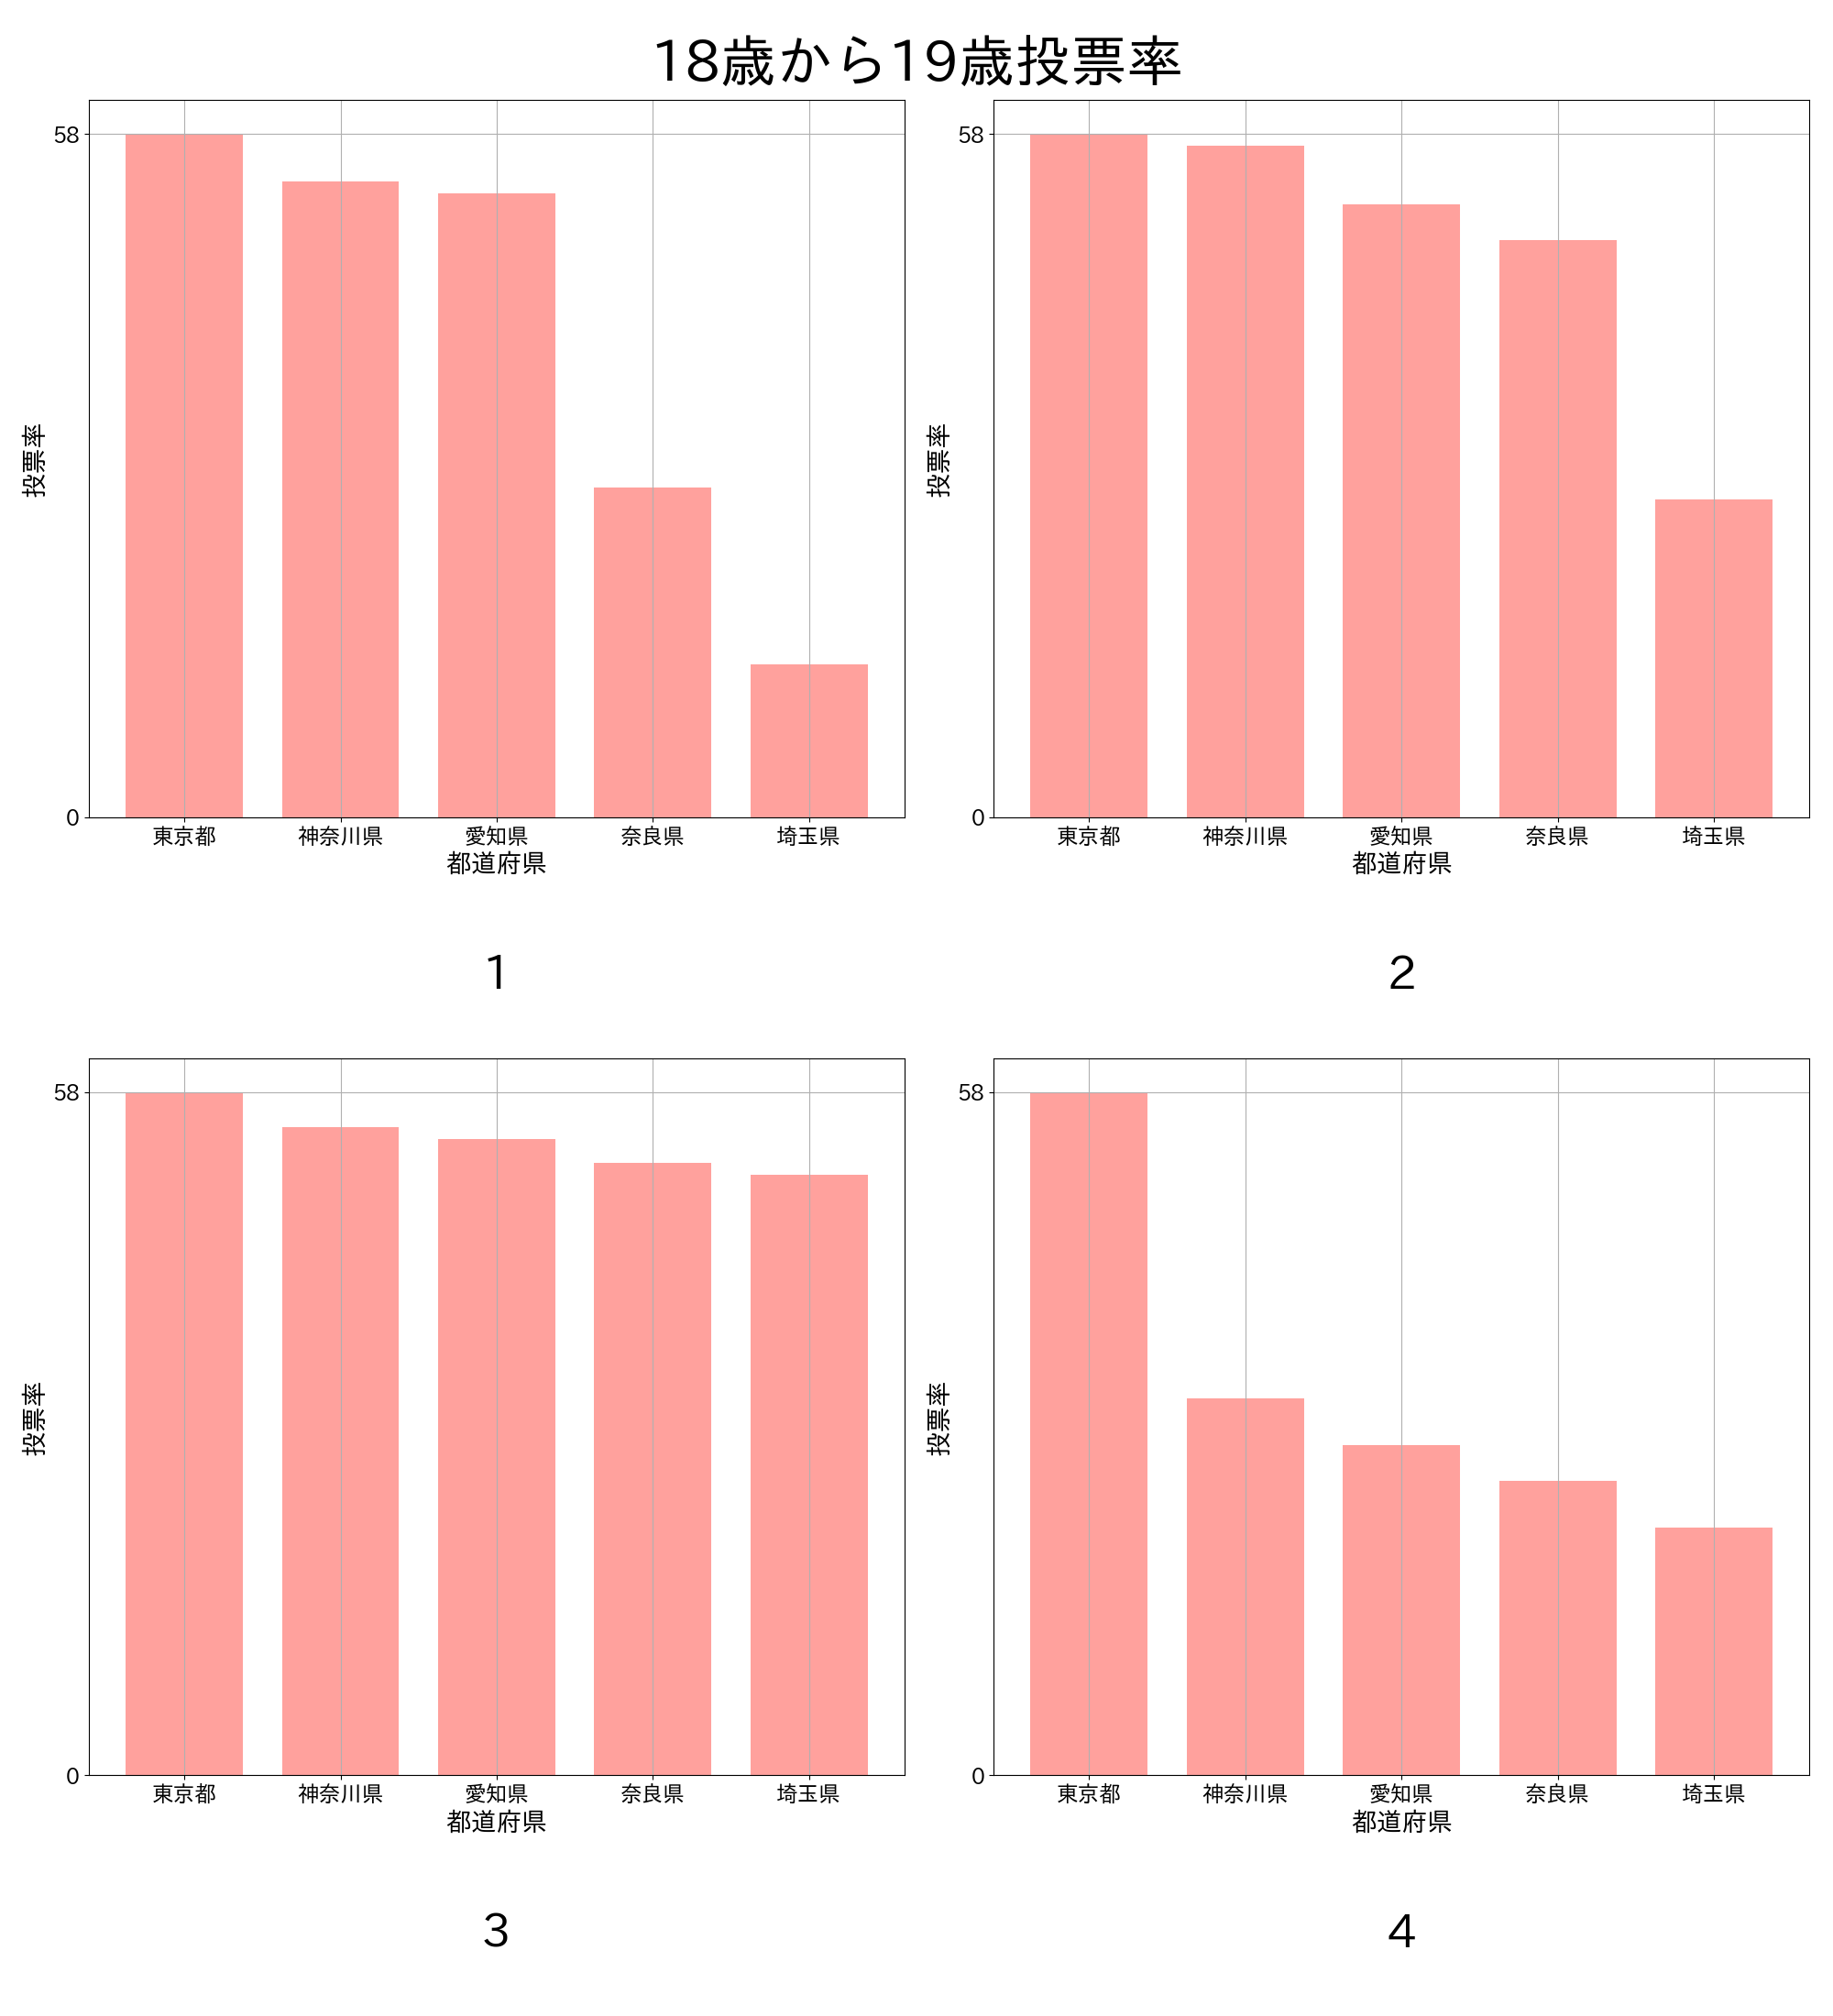 18歳から19歳投票率
58
0
投票率
東京都 神奈川県 愛知県 奈良県 埼玉県
都道府県
1
58
0
投票率
東京都 神奈川県 愛知県 奈良県 埼玉県
都道府県
2
58
0
投票率
東京都 神奈川県 愛知県 奈良県 埼玉県
都道府県
3
58
0
投票率
東京都 神奈川県 愛知県 奈良県 埼玉県
都道府県
4